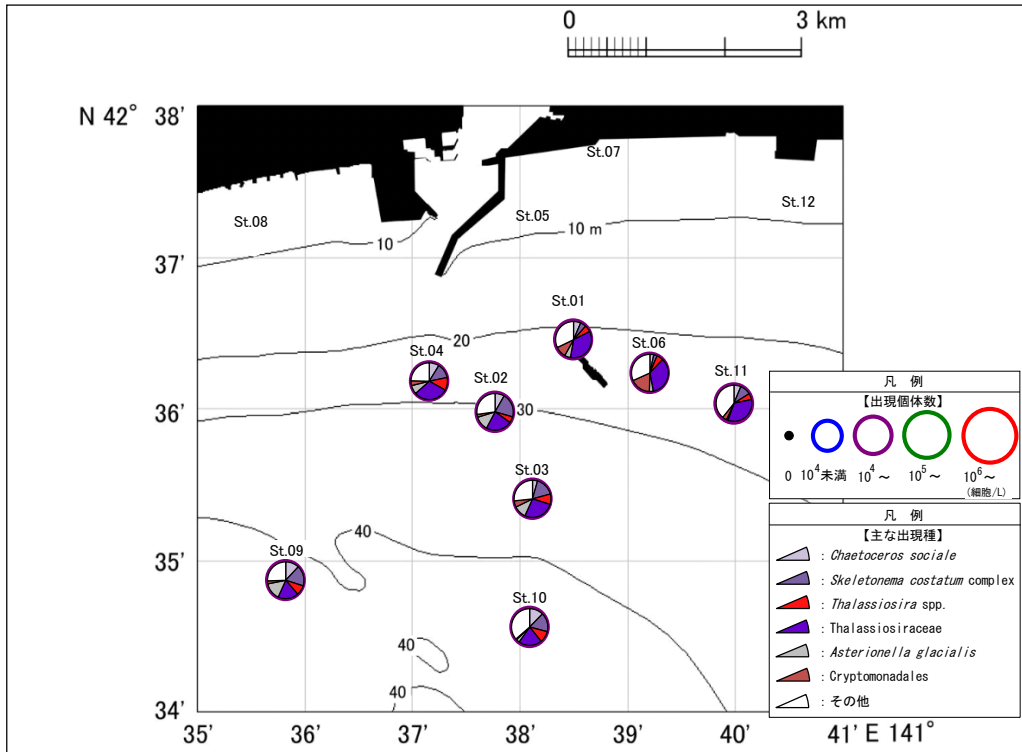 0 3 km
N 42° 38'
St.07
St.08
St.05
St.12
10
10 m
37'
St.01
20
St.04
St.06
St.02
St.11
36'
30
St.03
40
St.09
35'
St.10
40
40
34'
35' 36' 37' 38' 39' 40' 41' E 141°
凡 例
【出現個体数】
0 10⁴未満 10⁴～ 10⁵～ 10⁶～
(細胞/L)
凡 例
【主な出現種】
: Chaetoceros sociale
: Skeletonema costatum complex
: Thalassiosira spp.
: Thalassiosiraceae
: Asterionella glacialis
: Cryptomonadales
: その他